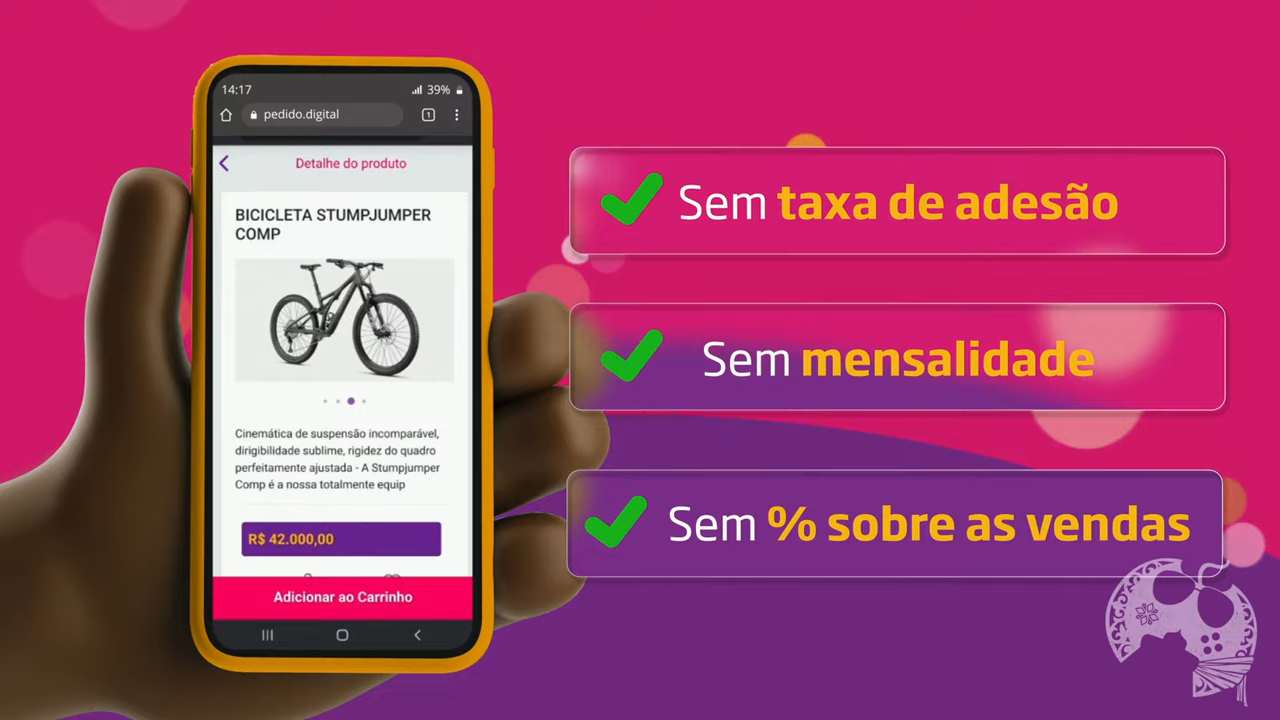 14:17
39%
pedido.digital
1
Detalhe do produto
BICICLETA STUMPJUMPER
COMP
Cinemática de suspensão incomparável,
dirigibilidade sublime, rigidez do quadro
perfeitamente ajustada - A Stumpjumper
Comp é a nossa totalmente equip
R$ 42.000,00
Adicionar ao Carrinho
Sem taxa de adesão
Sem mensalidade
Sem % sobre as vendas